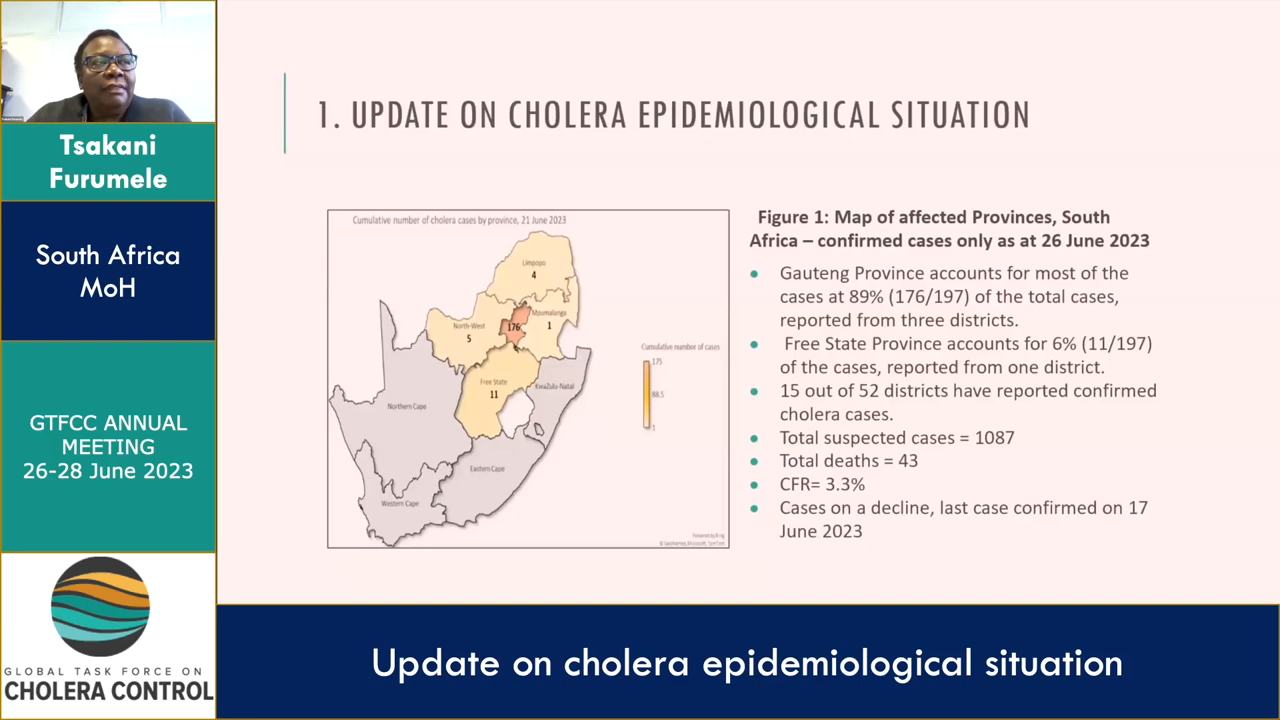 Tsakani
Furumele
South Africa
MoH
GTFCC ANNUAL
MEETING
26-28 June 2023
GLOBAL TASK FORCE ON
CHOLERA CONTROL
1. UPDATE ON CHOLERA EPIDEMIOLOGICAL SITUATION
Cumulative number of cholera cases by province, 21 June 2023
Limpopo
4
Mpumalanga
1
North-West
5
176
Free State
11
KwaZulu-Natal
Northern Cape
Eastern Cape
Western Cape
Cumulative number of cases
175
88.5
1
Powered by Bing
© GeoNames, Microsoft, TomTom
Figure 1: Map of affected Provinces, South
Africa – confirmed cases only as at 26 June 2023
• Gauteng Province accounts for most of the
cases at 89% (176/197) of the total cases,
reported from three districts.
• Free State Province accounts for 6% (11/197)
of the cases, reported from one district.
• 15 out of 52 districts have reported confirmed
cholera cases.
• Total suspected cases = 1087
• Total deaths = 43
• CFR= 3.3%
• Cases on a decline, last case confirmed on 17
June 2023
Update on cholera epidemiological situation